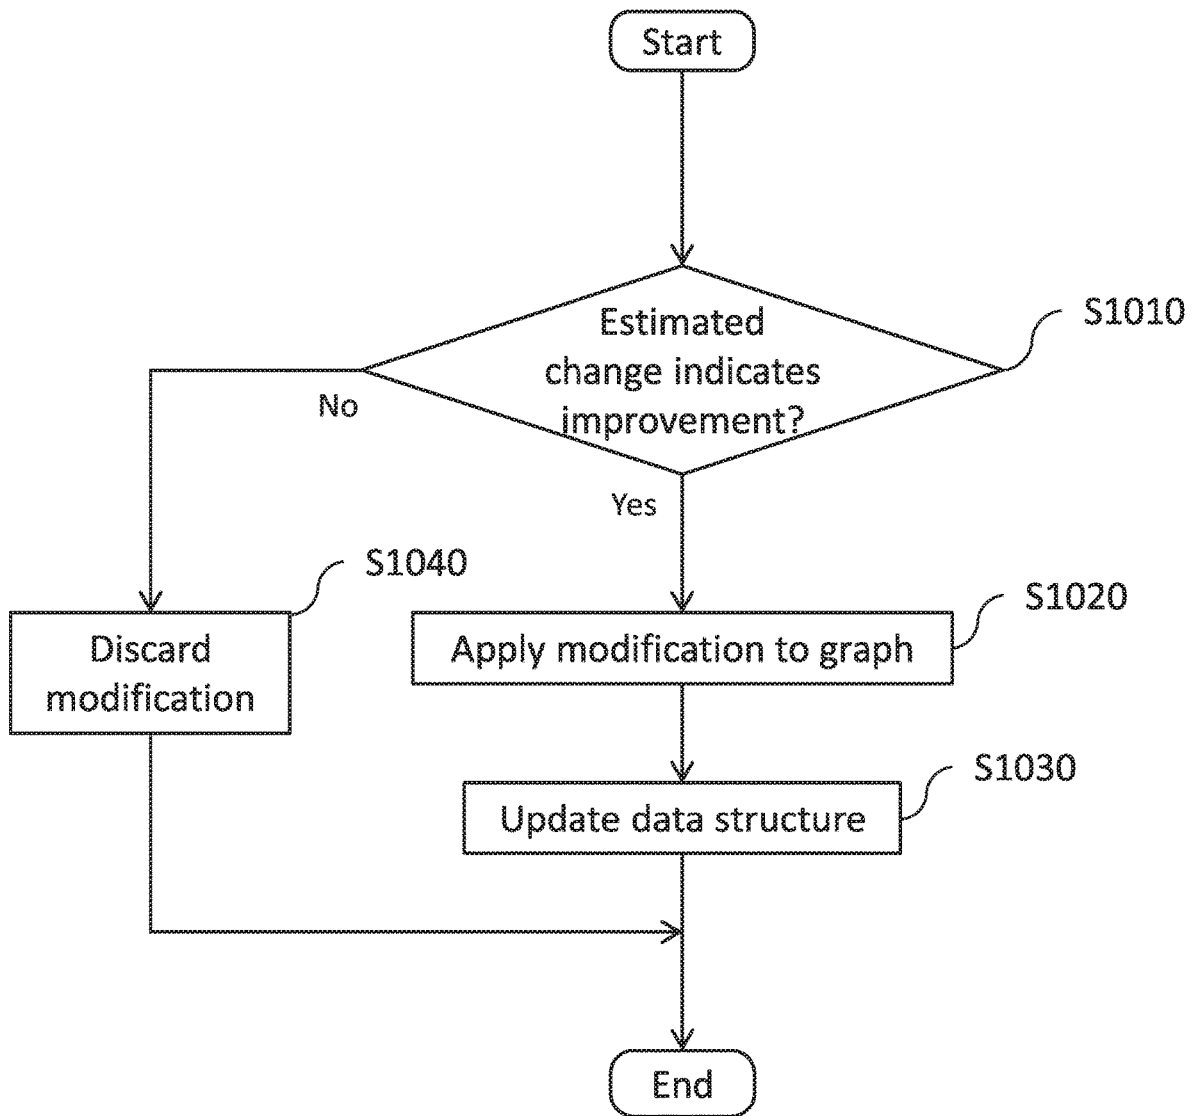 Start
Estimated
change indicates
improvement?
S1010
No
Yes
S1040
Discard
modification
S1020
Apply modification to graph
S1030
Update data structure
End